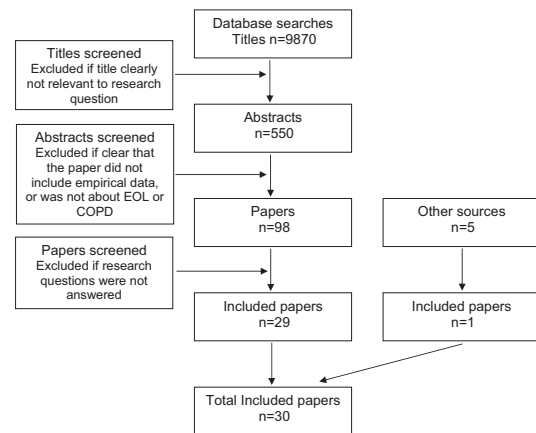 Database searches
Titles n=9870
Titles screened
Excluded if title clearly
not relevant to research
question
Abstracts
n=550
Abstracts screened
Excluded if clear that
the paper did not
include empirical data,
or was not about EOL or
COPD
Papers
n=98
Other sources
n=5
Papers screened
Excluded if research
questions were not
answered
Included papers
n=29
Included papers
n=1
Total Included papers
n=30